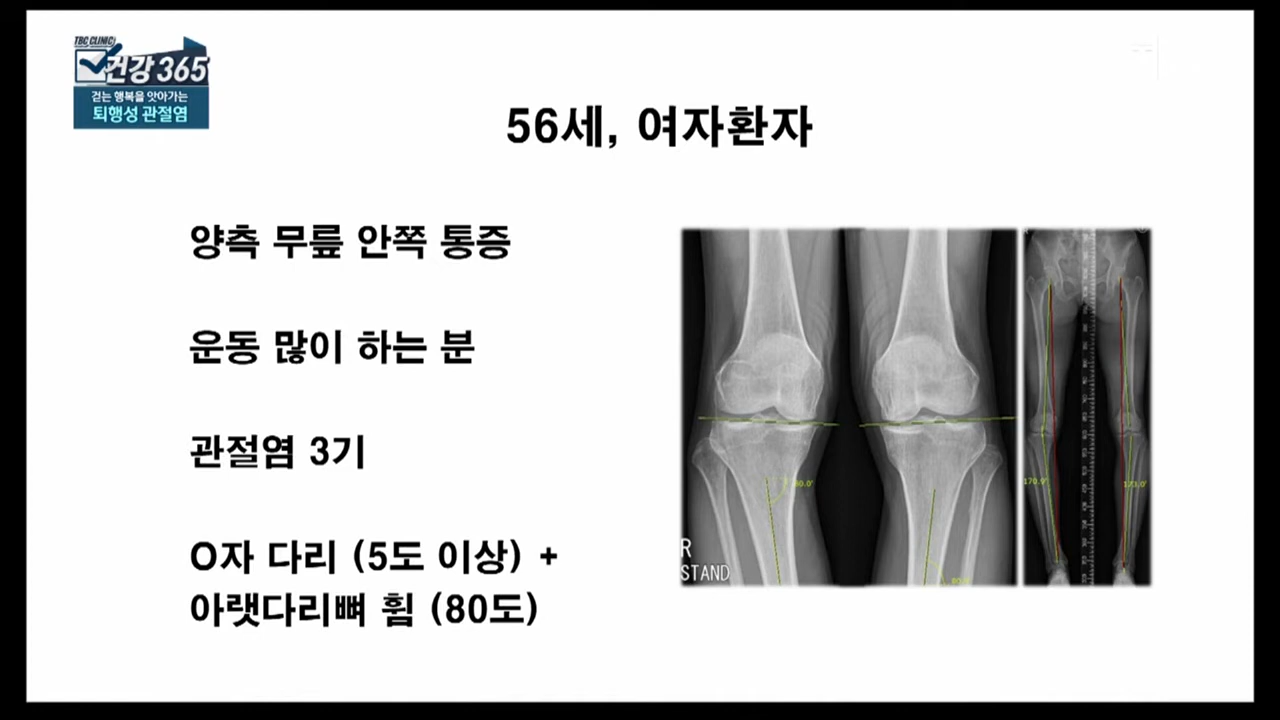 TBC CLINIC
건강 365
걷는 행복을 앗아가는
퇴행성 관절염
56세, 여자환자
양측 무릎 안쪽 통증
운동 많이 하는 분
관절염 3기
O자 다리 (5도 이상) +
아랫다리뼈 휨 (80도)
R
STAND